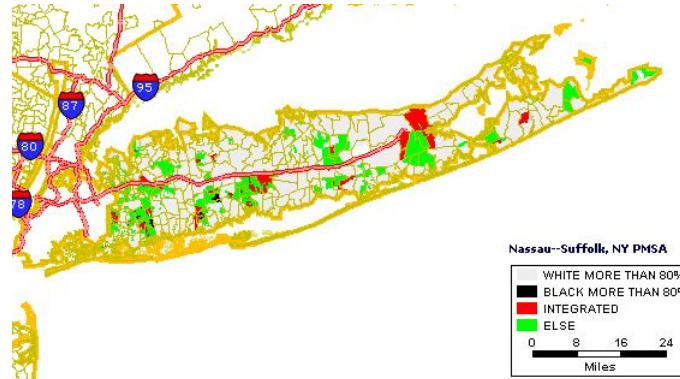 95
87
80
78
Nassau--Suffolk, NY PMSA
WHITE MORE THAN 80%
BLACK MORE THAN 80%
INTEGRATED
ELSE
0 8 16 24
Miles